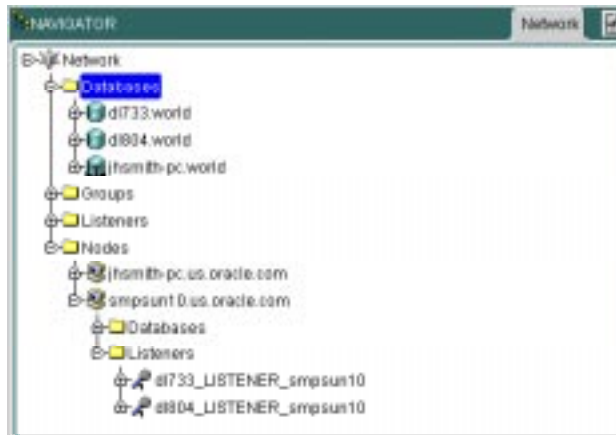 :NAVIGATOR
Network
Network
Databases
dl733.world
dl804.world
jhsmith-pc.world
Groups
Listeners
Nodes
jhsmith-pc.us.oracle.com
smpsun10.us.oracle.com
Databases
Listeners
dl733_LISTENER_smpsun10
dl804_LISTENER_smpsun10